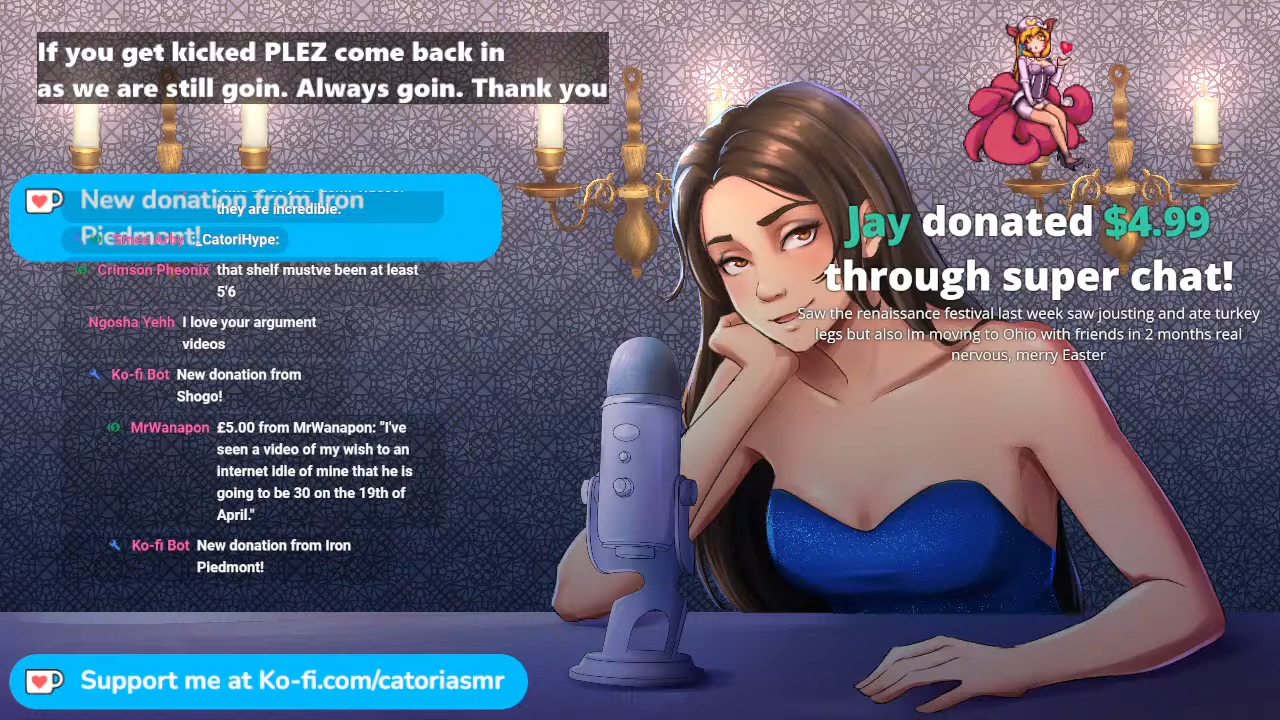 If you get kicked PLEZ come back in
as we are still goin. Always goin. Thank you
New donation from Iron
Piedmont!
they are incredible.
_CatoriHype:
Crimson Pheonix that shelf mustve been at least
5'6
Ngosha Yehh I love your argument
videos
Ko-fi Bot New donation from
Shogo!
MrWanapon £5.00 from MrWanapon: "I've
seen a video of my wish to an
internet idle of mine that he is
going to be 30 on the 19th of
April."
Ko-fi Bot New donation from Iron
Piedmont!
Support me at Ko-fi.com/catoriasmr
Jay donated $4.99
through super chat!
Saw the renaissance festival last week saw jousting and ate turkey
legs but also Im moving to Ohio with friends in 2 months real
nervous, merry Easter